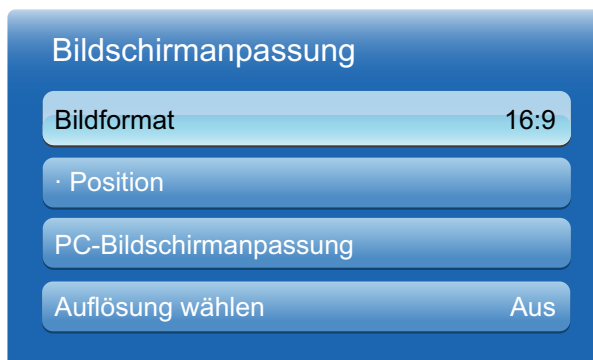 Bildschirmanpassung
Bildformat 16:9
· Position
PC-Bildschirmanpassung
Auflösung wählen Aus